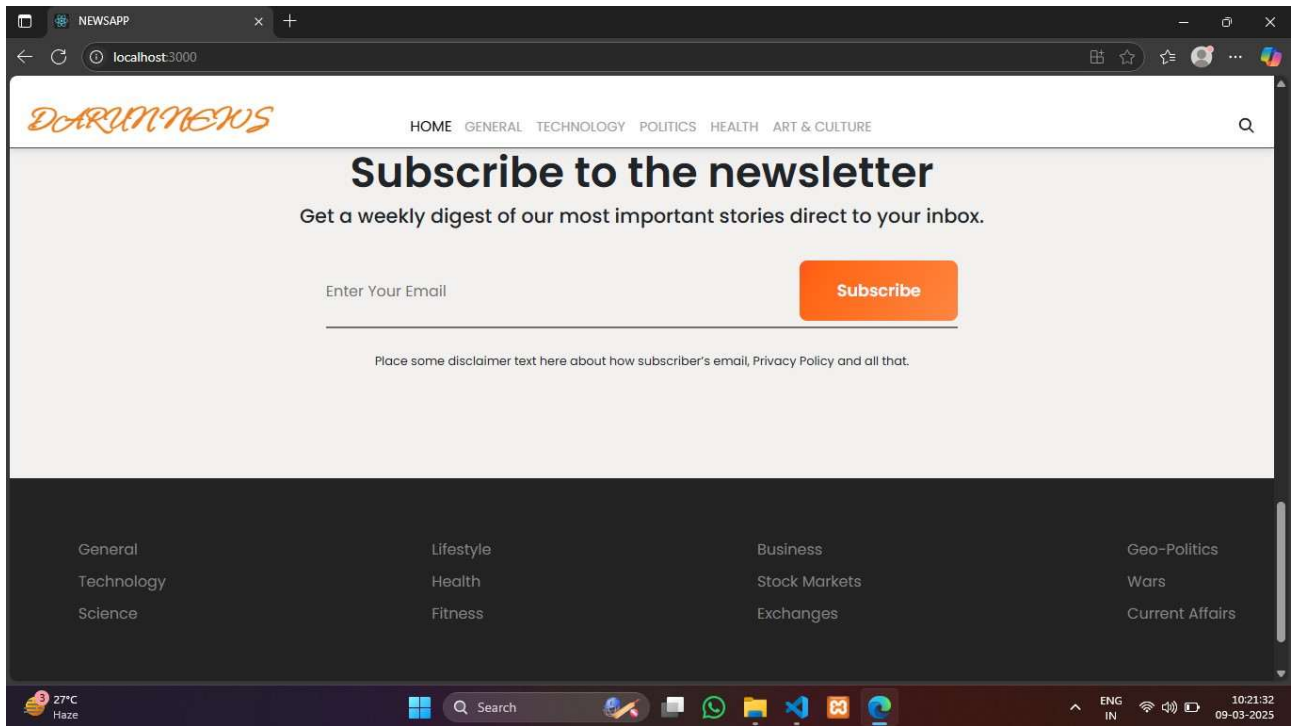 NEWSAPP
localhost:3000
DARUNNEWS
HOME GENERAL TECHNOLOGY POLITICS HEALTH ART & CULTURE
Subscribe to the newsletter
Get a weekly digest of our most important stories direct to your inbox.
Enter Your Email
Subscribe
Place some disclaimer text here about how subscriber's email, Privacy Policy and all that.
General Lifestyle Business Geo-Politics
Technology Health Stock Markets Wars
Science Fitness Exchanges Current Affairs
3 27°C Search ENG 10:21:32
Haze IN 09-03-2025